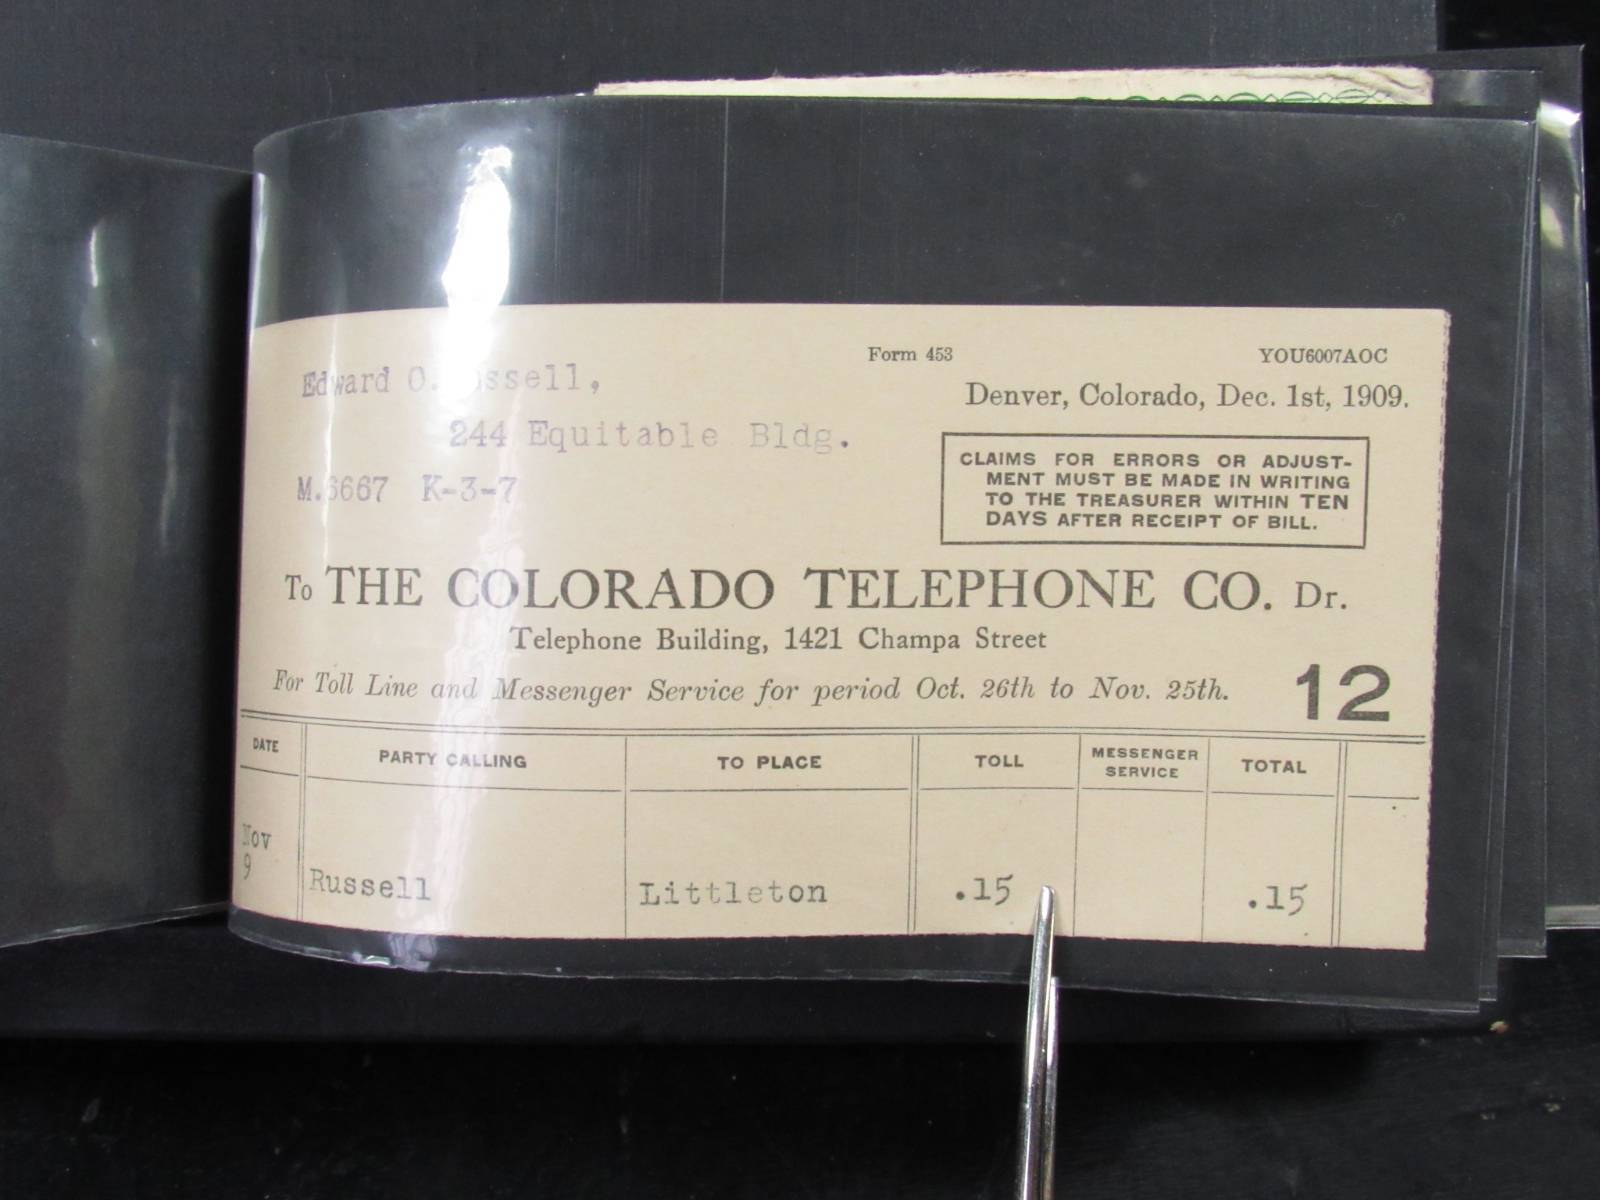 Form 453
YOU6007AOC
Edward O. Russell,
Denver, Colorado, Dec. 1st, 1909.
244 Equitable Bldg.
M.6667 K-3-7
CLAIMS FOR ERRORS OR ADJUST-
MENT MUST BE MADE IN WRITING
TO THE TREASURER WITHIN TEN
DAYS AFTER RECEIPT OF BILL.
To THE COLORADO TELEPHONE CO. Dr.
Telephone Building, 1421 Champa Street
For Toll Line and Messenger Service for period Oct. 26th to Nov. 25th.
12
DATE PARTY CALLING TO PLACE TOLL MESSENGER SERVICE TOTAL
Nov
9 Russell Littleton .15 .15